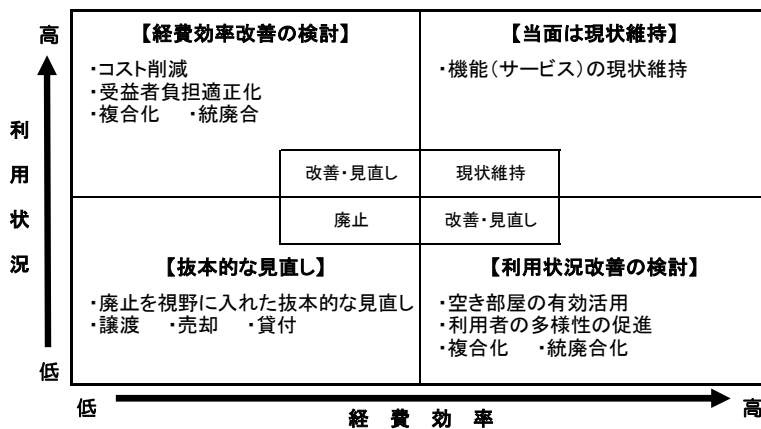 高
【経費効率改善の検討】
・コスト削減
・受益者負担適正化
・複合化　・統廃合
【当面は現状維持】
・機能（サービス）の現状維持
利用状況
改善・見直し
現状維持
廃止
改善・見直し
【抜本的な見直し】
・廃止を視野に入れた抜本的な見直し
・譲渡　・売却　・貸付
【利用状況改善の検討】
・空き部屋の有効活用
・利用者の多様性の促進
・複合化　・統廃合化
低
低
経費効率
高